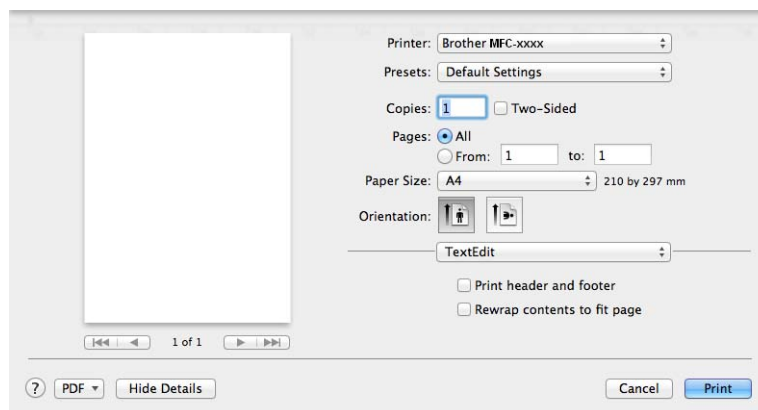 Printer: Brother MFC-xxxx
Presets: Default Settings
Copies: 1 Two-Sided
Pages: All
From: 1 to: 1
Paper Size: A4 210 by 297 mm
Orientation:
TextEdit
Print header and footer
Rewrap contents to fit page
1 of 1
? PDF Hide Details Cancel Print